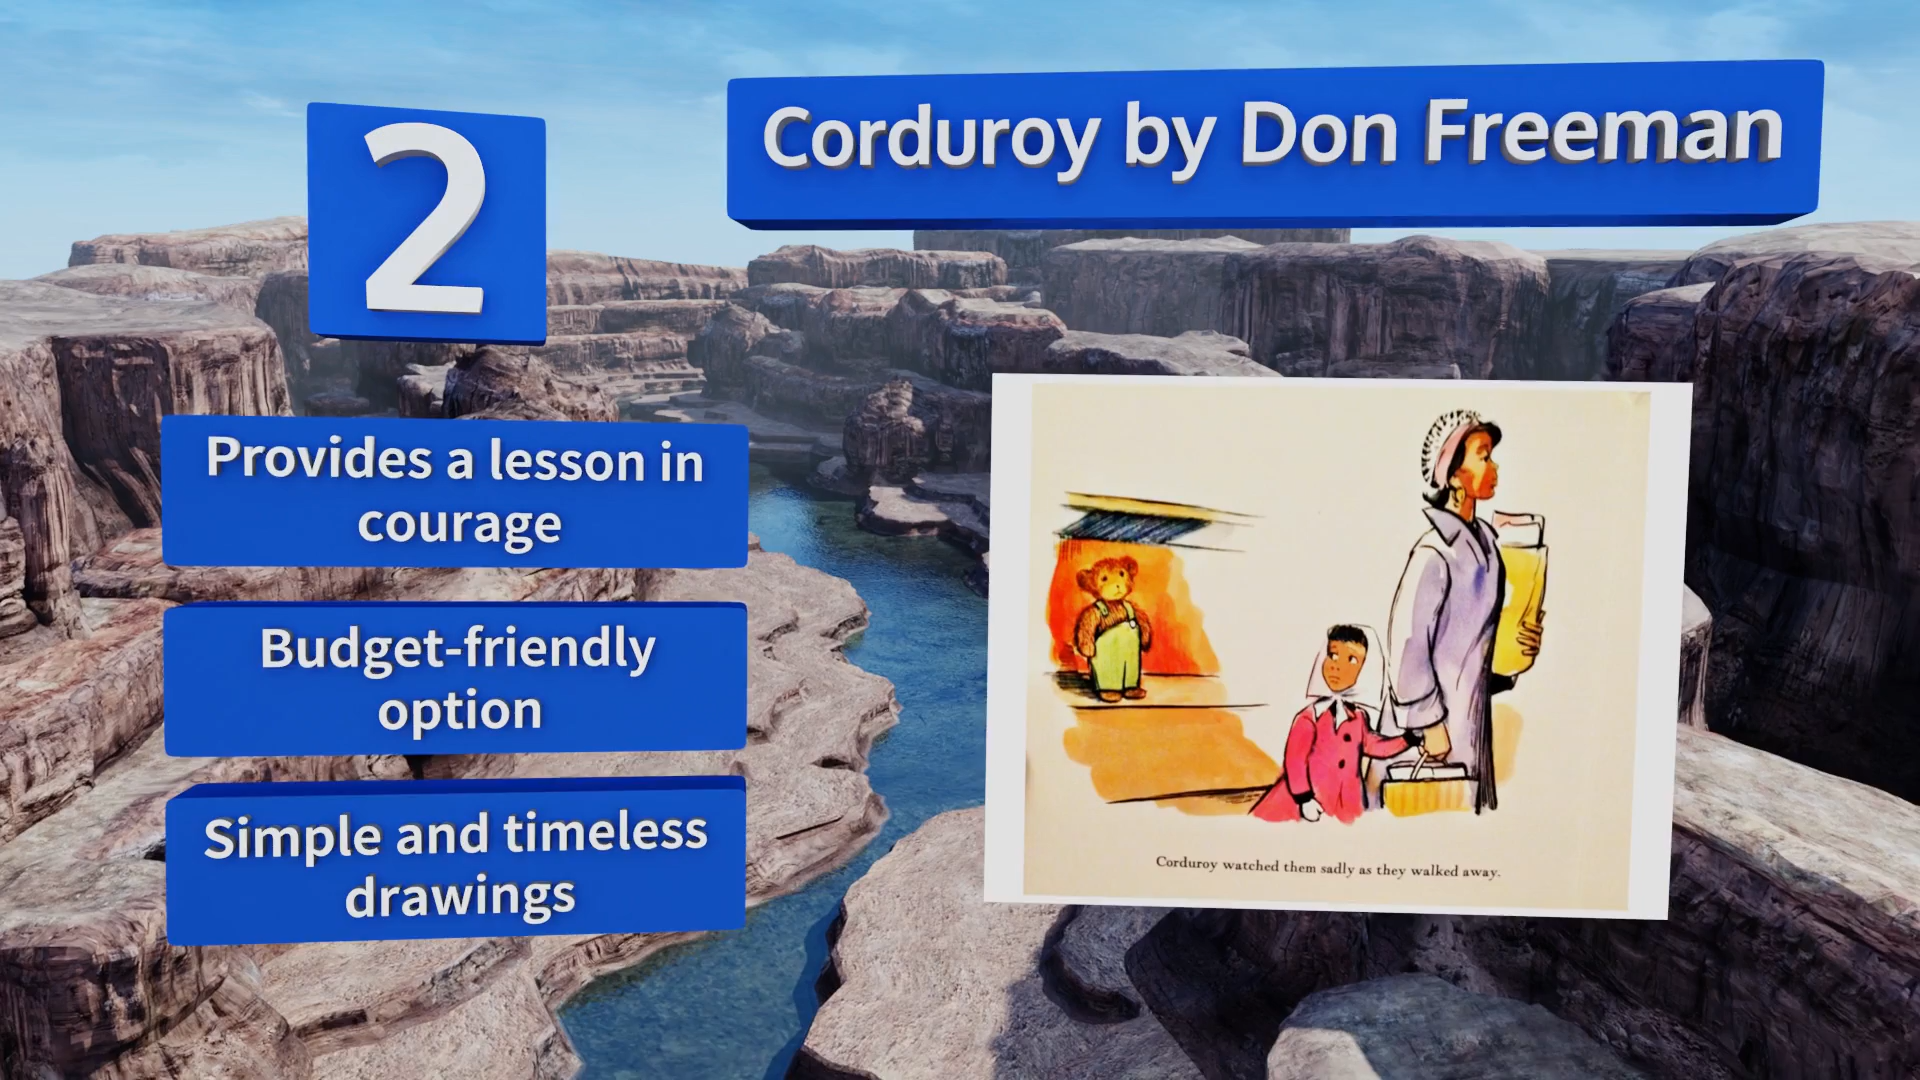 2
Corduroy by Don Freeman
Provides a lesson in
courage
Budget-friendly
option
Simple and timeless
drawings
Corduroy watched them sadly as they walked away.